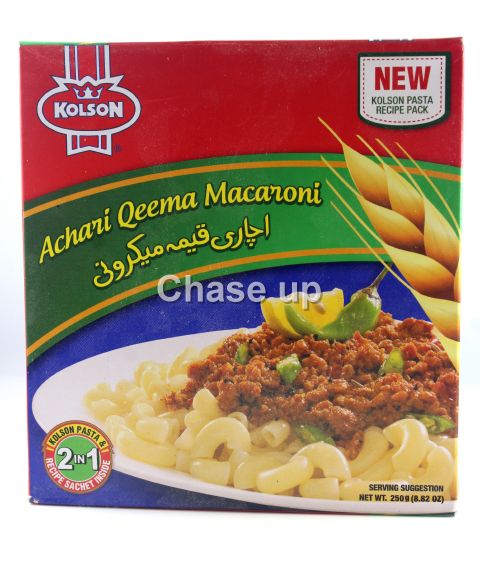 KOLSON
®
NEW
KOLSON PASTA
RECIPE PACK
Achari Qeema Macaroni
اچاری قیمہ میکرونی
Chase up
KOLSON PASTA &
RECIPE SACHET INSIDE
2 IN 1
SERVING SUGGESTION
NET WT. 250g (8.82 OZ)